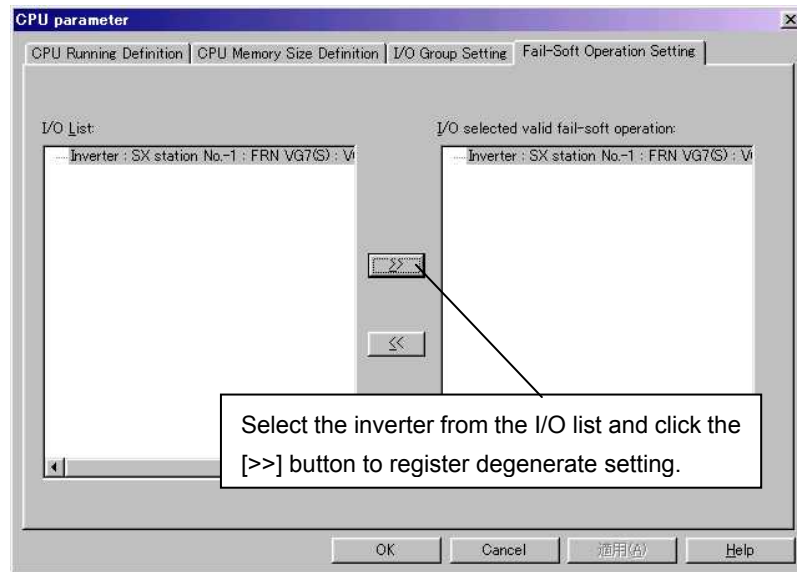 CPU parameter
CPU Running Definition
CPU Memory Size Definition
I/O Group Setting
Fail-Soft Operation Setting
I/O List:
I/O selected valid fail-soft operation:
Inverter : SX station No.-1 : FRN VG7(S) :
Inverter : SX station No.-1 : FRN VG7(S) :
>>
<<
Select the inverter from the I/O list and click the
[>>] button to register degenerate setting.
OK
Cancel
適用(A)
Help